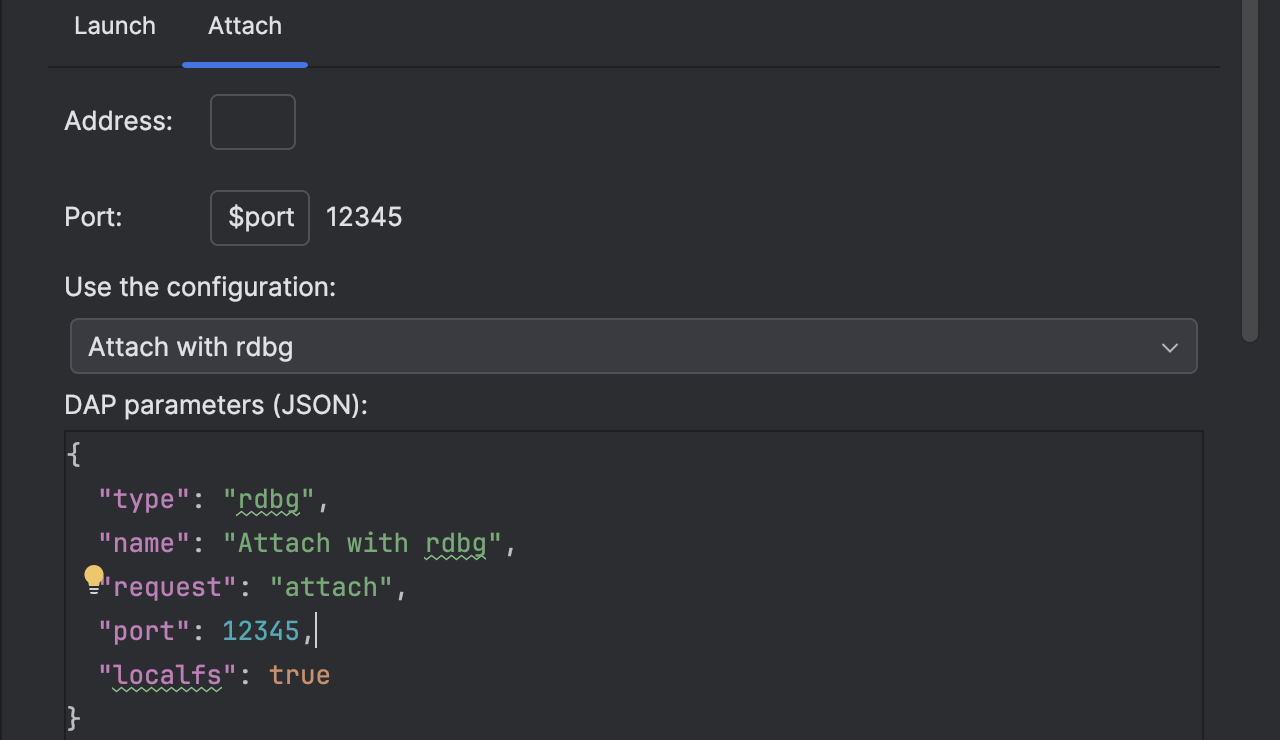 Launch Attach
Address:
Port: $port 12345
Use the configuration:
Attach with rdbg
DAP parameters (JSON):
{
"type": "rdbg",
"name": "Attach with rdbg",
"request": "attach",
"port": 12345,
"localfs": true
}